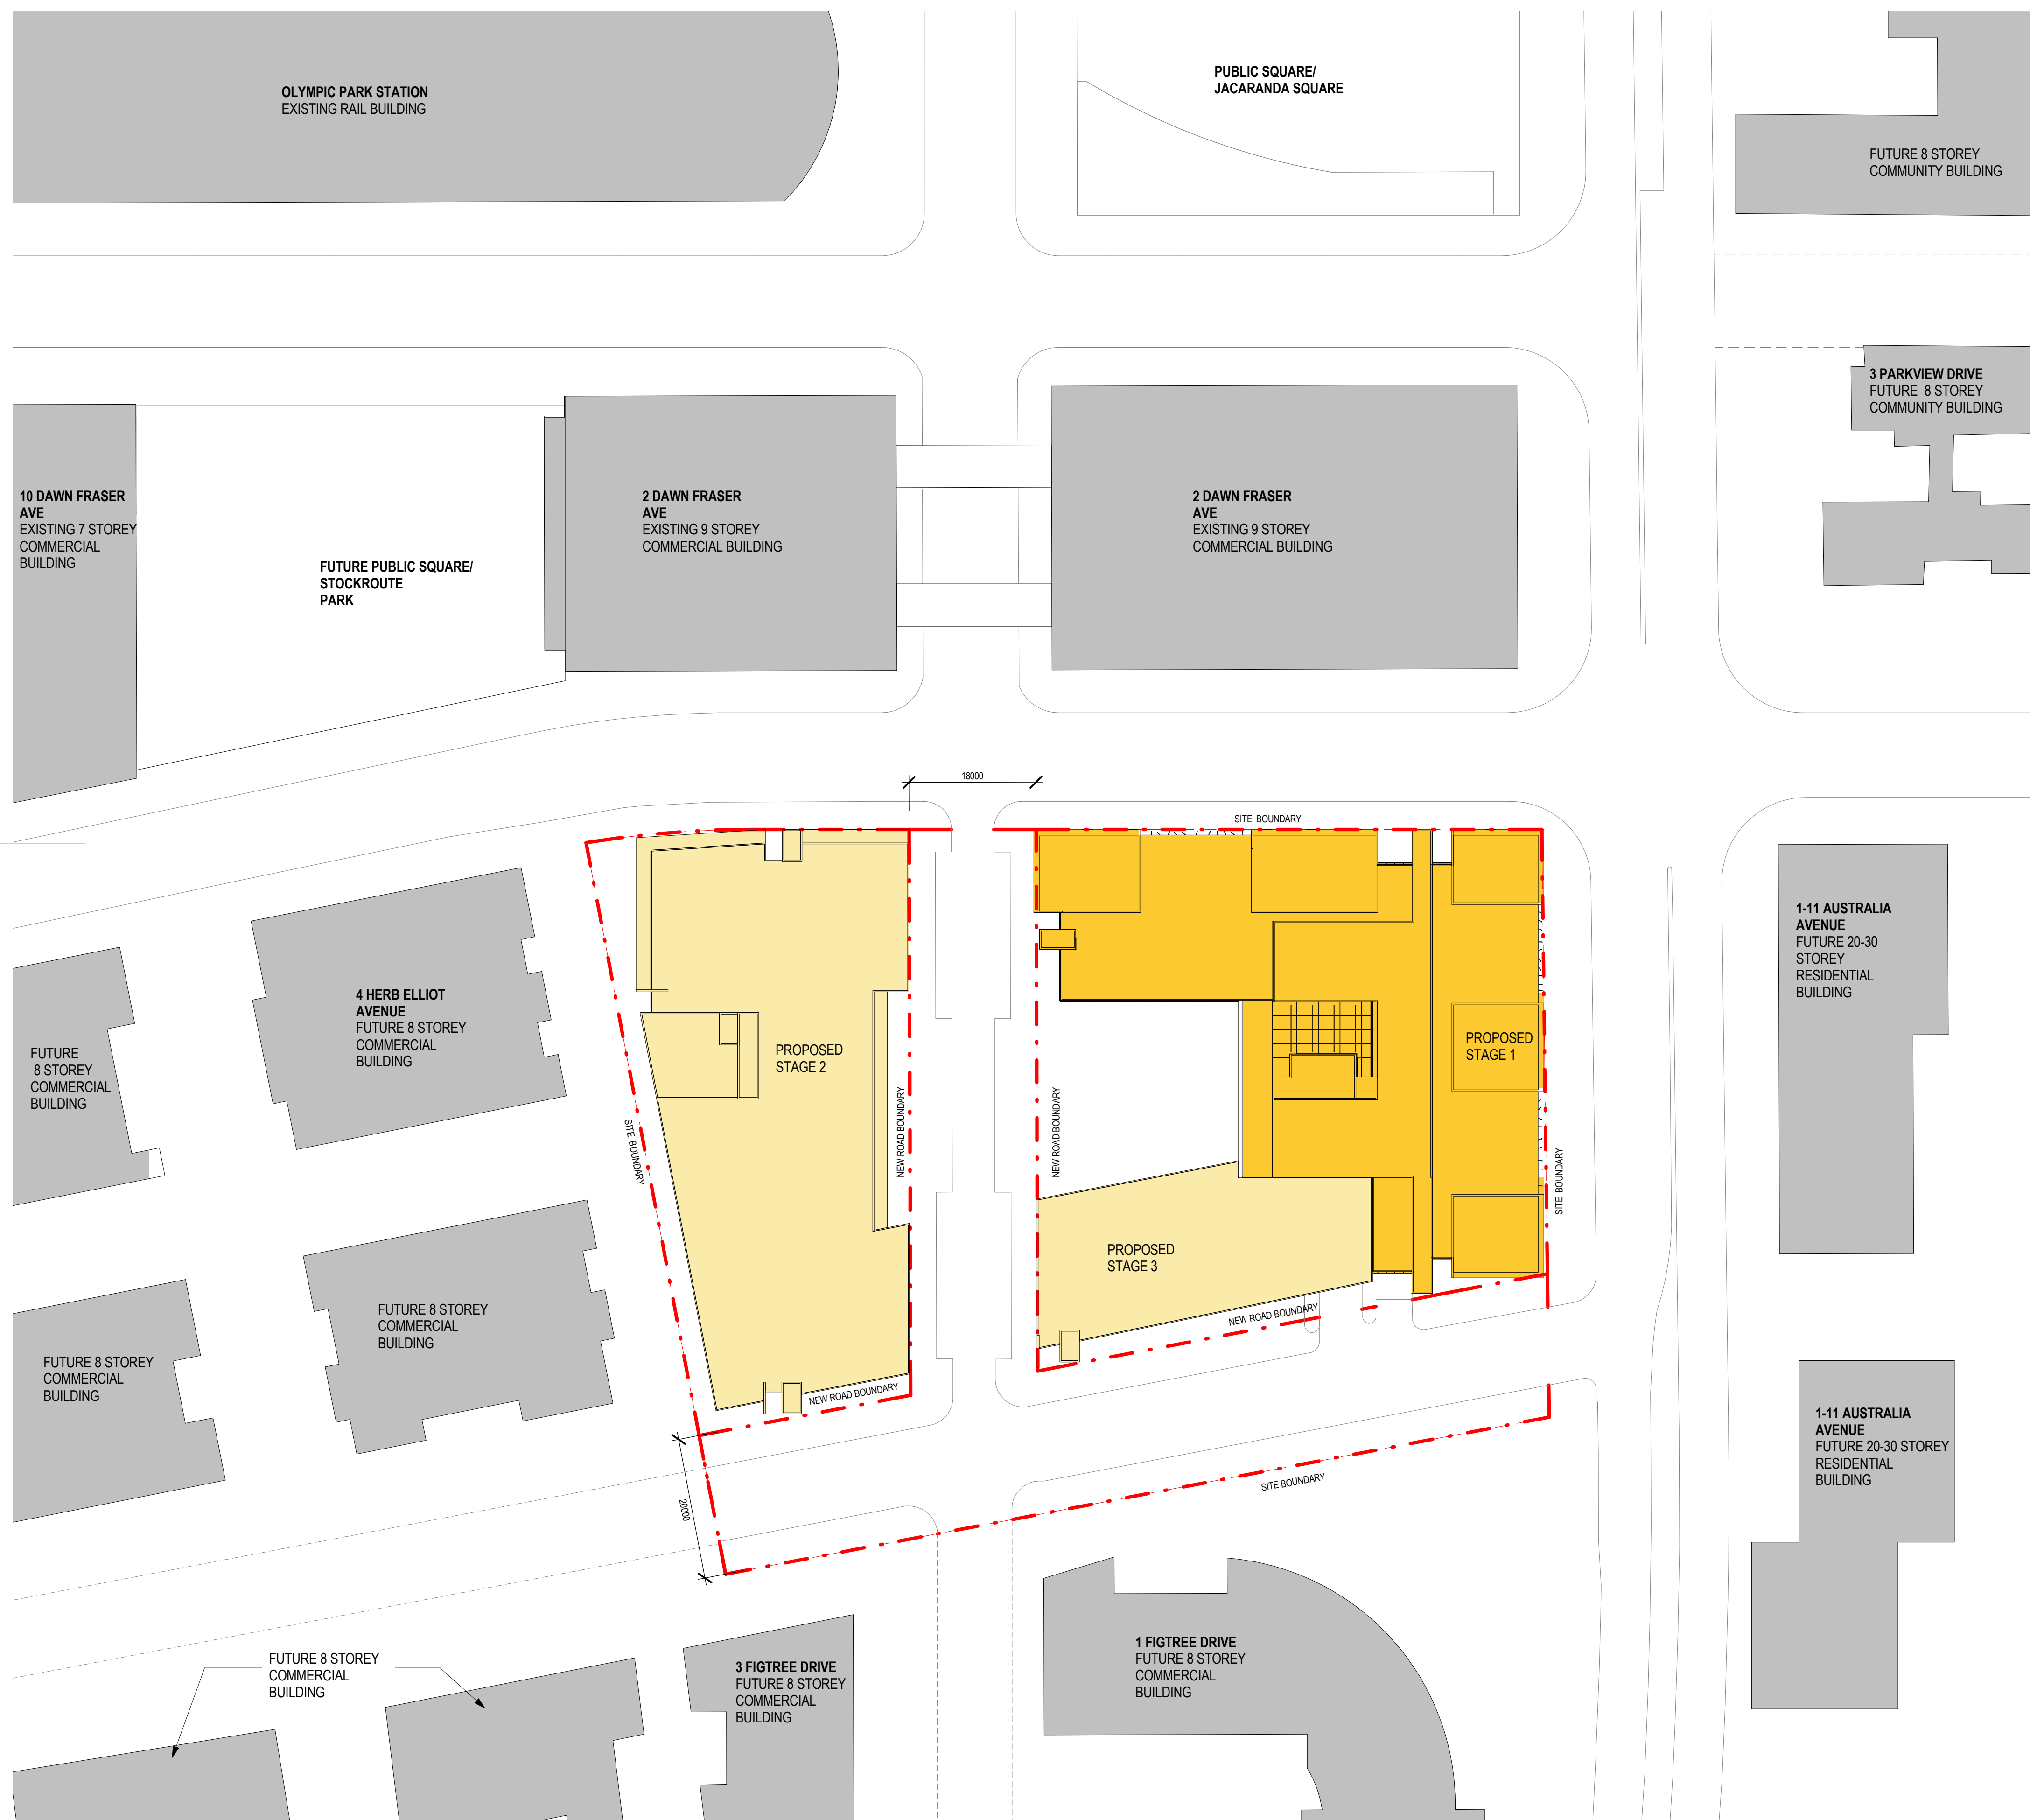 OLYMPIC PARK STATION
EXISTING RAIL BUILDING
PUBLIC SQUARE/
JACARANDA SQUARE
FUTURE 8 STOREY
COMMUNITY BUILDING
3 PARKVIEW DRIVE
FUTURE  8 STOREY
COMMUNITY BUILDING
10 DAWN FRASER
AVE
EXISTING 7 STOREY
COMMERCIAL
BUILDING
FUTURE PUBLIC SQUARE/
STOCKROUTE
PARK
2 DAWN FRASER
AVE
EXISTING 9 STOREY
COMMERCIAL BUILDING
2 DAWN FRASER
AVE
EXISTING 9 STOREY
COMMERCIAL BUILDING
18000
SITE BOUNDARY
1-11 AUSTRALIA
AVENUE
FUTURE 20-30
STOREY
RESIDENTIAL
BUILDING
4 HERB ELLIOT
AVENUE
FUTURE 8 STOREY
COMMERCIAL
BUILDING
FUTURE
8 STOREY
COMMERCIAL
BUILDING
PROPOSED
STAGE 2
PROPOSED
STAGE 1
SITE BOUNDARY
NEW ROAD BOUNDARY
NEW ROAD BOUNDARY
SITE BOUNDARY
PROPOSED
STAGE 3
NEW ROAD BOUNDARY
FUTURE 8 STOREY
COMMERCIAL
BUILDING
FUTURE 8 STOREY
COMMERCIAL
BUILDING
NEW ROAD BOUNDARY
1-11 AUSTRALIA
AVENUE
FUTURE 20-30 STOREY
RESIDENTIAL
BUILDING
SITE BOUNDARY
20000
FUTURE 8 STOREY
COMMERCIAL
BUILDING
3 FIGTREE DRIVE
FUTURE 8 STOREY
COMMERCIAL
BUILDING
1 FIGTREE DRIVE
FUTURE 8 STOREY
COMMERCIAL
BUILDING